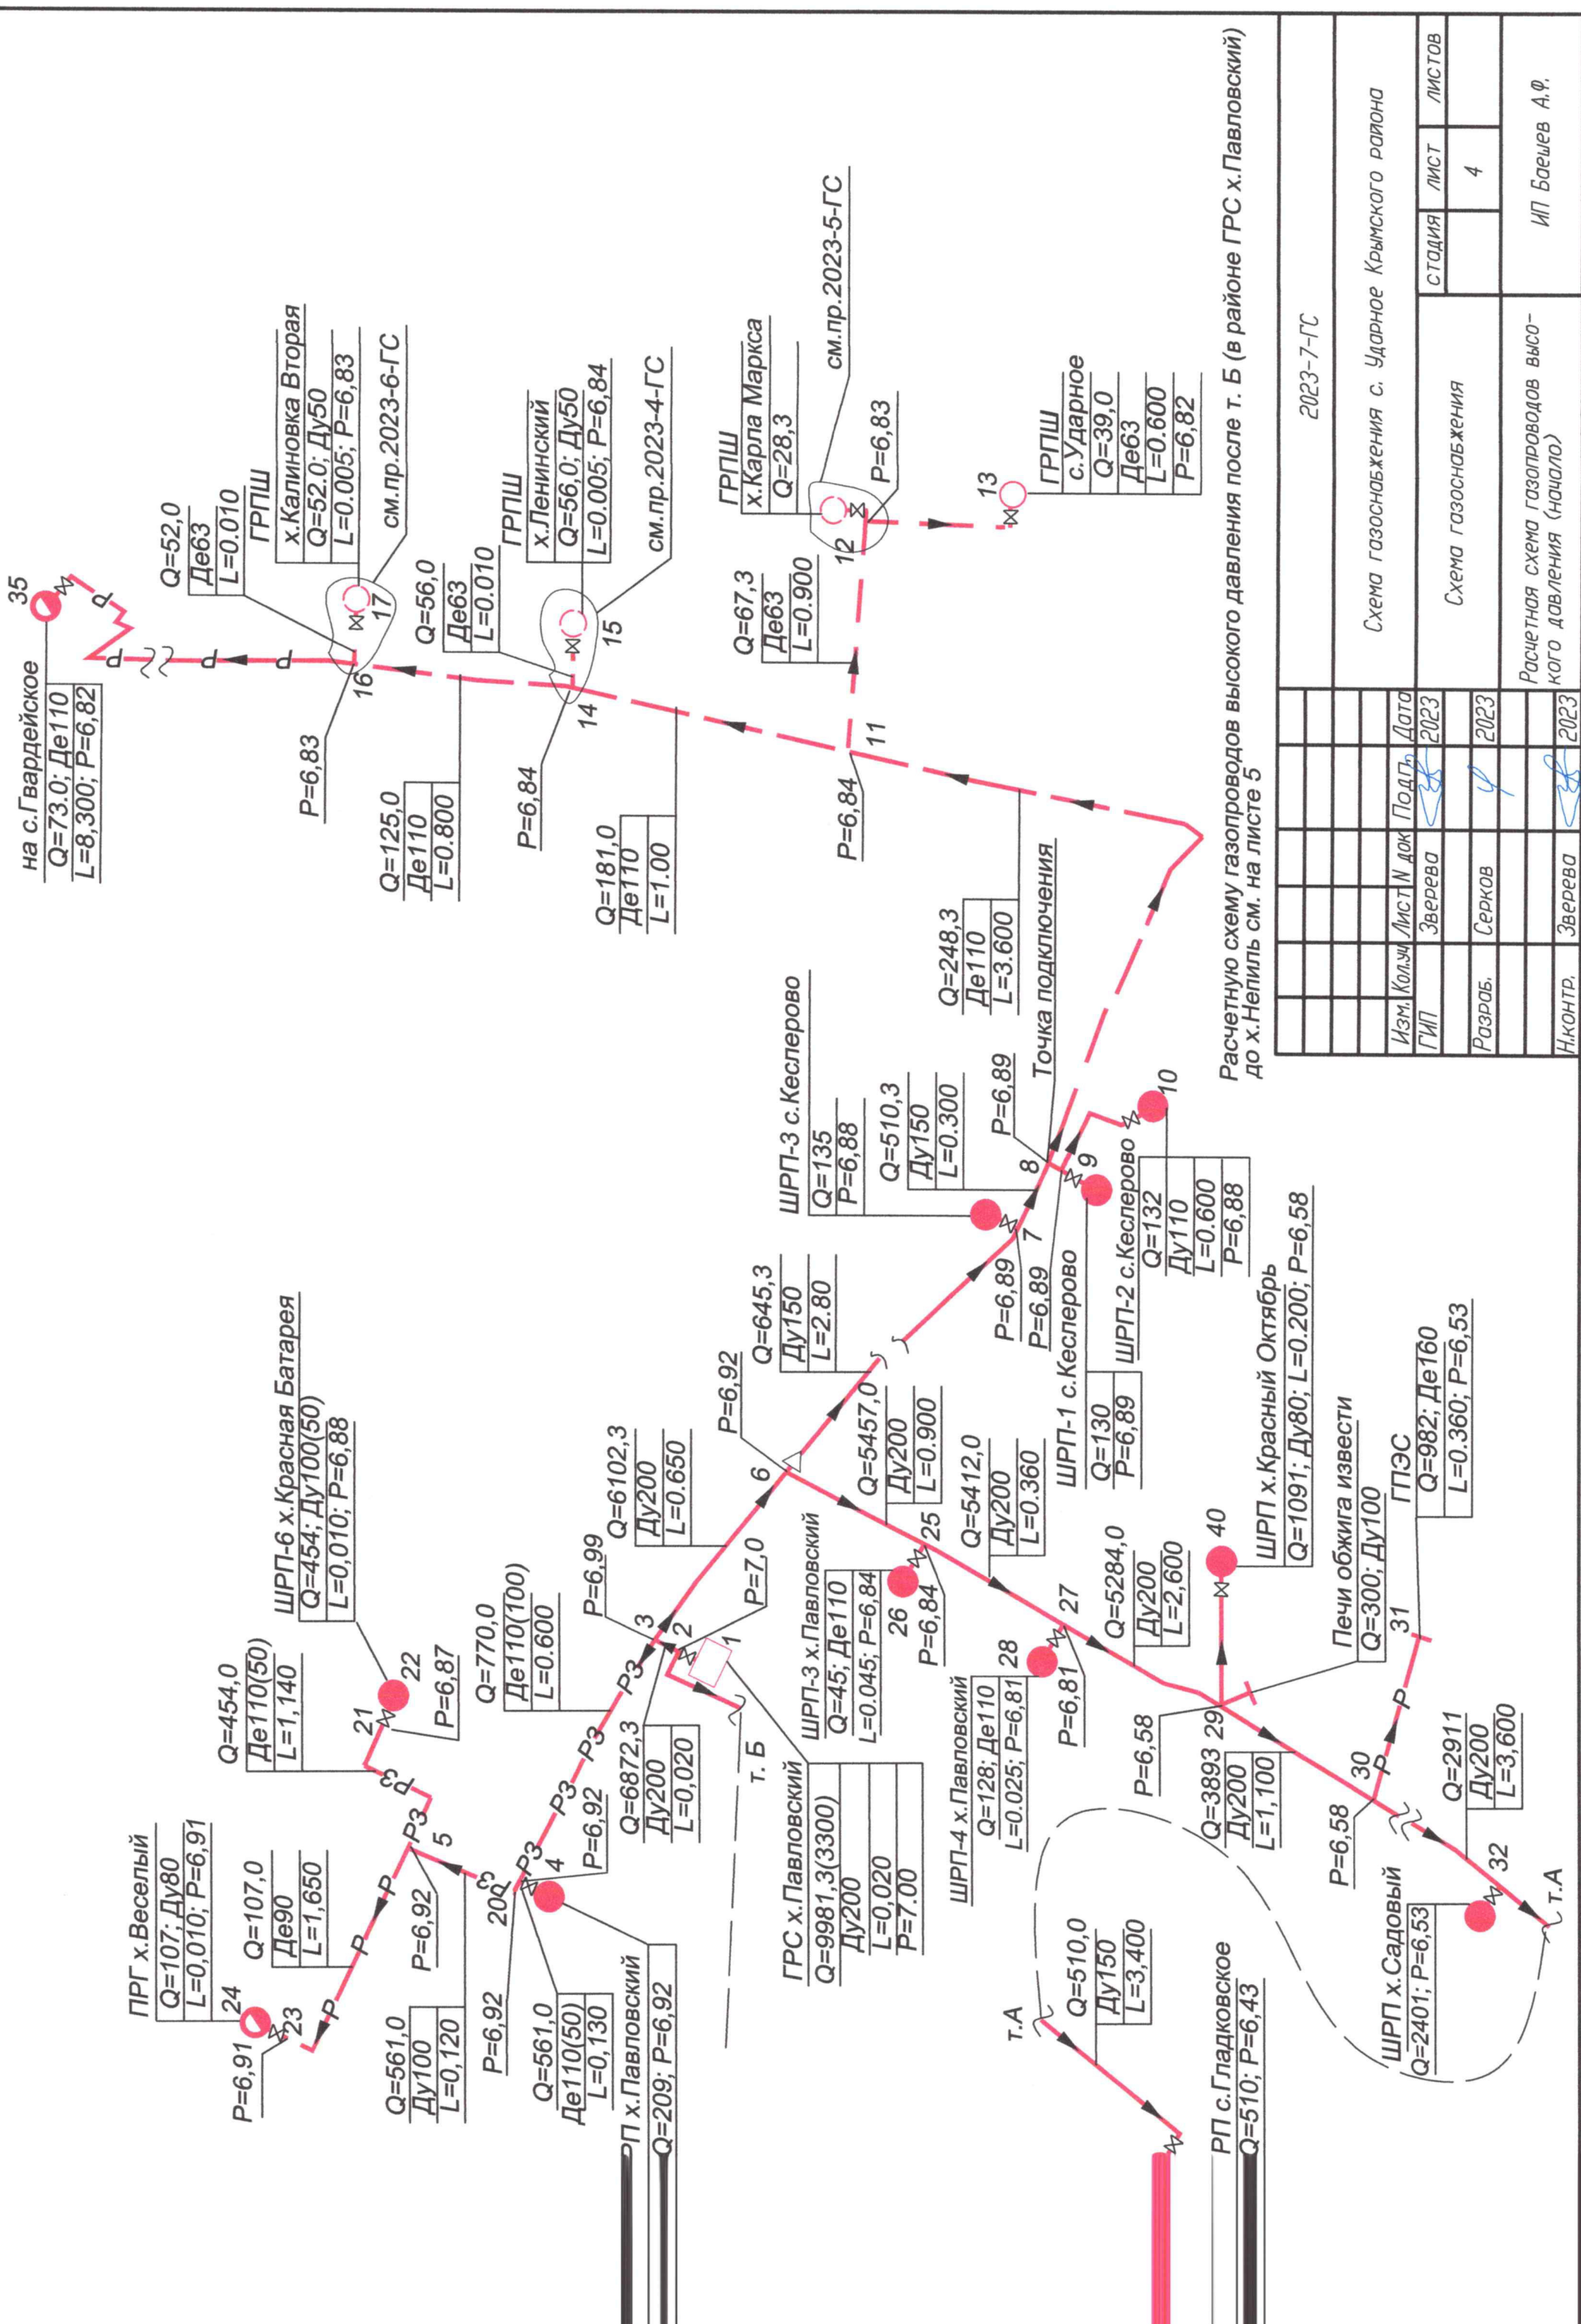 ПРГ х.Веселый
Q=107; Ду80
L=0,010; P=6,91
24
23
P=6,91
Q=107,0
Де90
L=1,650
Q=454,0
Де110(50)
L=1,140
ШРП-6 х.Красная Батарея
Q=454; Ду100(50)
L=0,010; P=6,88
21
22
P=6,87
P
P
P
P3
P3
5
P=6,92
Q=561,0
Ду100
L=0,120
P3
20
P=6,92
Q=561,0
Де110(50)
L=0,130
РП х.Павловский
Q=209; P=6,92
4
P=6,92
P3
P3
P3
P3
Q=770,0
Де110(100)
L=0.600
Q=6872,3
Ду200
L=0,020
P=6,99
3
2
1
P=7,0
т. Б
ГРС х.Павловский
Q=9981,3(3300)
Ду200
L=0,020
P=7.00
Q=6102,3
Ду200
L=0.650
6
P=6,92
Q=645,3
Ду150
L=2.80
Q=5457,0
Ду200
L=0.900
ШРП-3 х.Павловский
Q=45; Де110
L=0.045; P=6,84
26
25
P=6,84
Q=5412,0
Ду200
L=0.360
ШРП-4 х.Павловский
Q=128; Де110
L=0.025; P=6,81
28
27
P=6,81
Q=5284,0
Ду200
L=2,600
ШРП х.Красный Октябрь
Q=1091; Ду80; L=0.200; P=6,58
40
29
P=6,58
Печи обжига извести
Q=300; Ду100
Q=3893
Ду200
L=1,100
ГПЭС
Q=982; Де160
L=0.360; P=6,53
31
30
P
P
P=6,58
Q=2911
Ду200
L=3,600
32
ШРП х.Садовый
Q=2401; P=6,53
т.А
т.А
Q=510,0
Ду150
L=3,400
РП с.Гладковское
Q=510; P=6,43
ШРП-3 с.Кеслерово
Q=135
P=6,88
7
P=6,89
P=6,89
Q=510,3
Ду150
L=0.300
8
P=6,89
Точка подключения
9
10
ШРП-1 с.Кеслерово
Q=130
P=6,89
ШРП-2 с.Кеслерово
Q=132
Ду110
L=0.600
P=6,88
Q=248,3
Де110
L=3.600
11
P=6,84
Q=67,3
Де63
L=0.900
ГРПШ
х.Карла Маркса
Q=28,3
12
P=6,83
см.пр.2023-5-ГС
13
ГРПШ
с.Ударное
Q=39,0
Де63
L=0.600
P=6,82
Q=181,0
Де110
L=1.00
14
P=6,84
Q=56,0
Де63
L=0.010
ГРПШ
х.Ленинский
Q=56,0; Ду50
L=0.005; P=6,84
15
см.пр.2023-4-ГС
Q=125,0
Де110
L=0.800
16
P=6,83
Q=52,0
Де63
L=0.010
ГРПШ
х.Калиновка Вторая
Q=52.0; Ду50
L=0.005; P=6,83
17
см.пр.2023-6-ГС
P
P
P
P
35
на с.Гвардейское
Q=73.0; Де110
L=8,300; P=6,82
Расчетную схему газопроводов высокого давления после т. Б (в районе ГРС х.Павловский)
до х.Непиль см. на листе 5
2023-7-ГС
Схема газоснабжения с. Ударное Крымского района
Изм. Кол.уч Лист N док Подп. Дата
ГИП Зверева 2023
Разраб. Серков 2023
Н.контр. Зверева 2023
Схема газоснабжения
стадия лист листов
4
Расчетная схема газопроводов высо-
кого давления (начало)
ИП Баешев А.Ф.